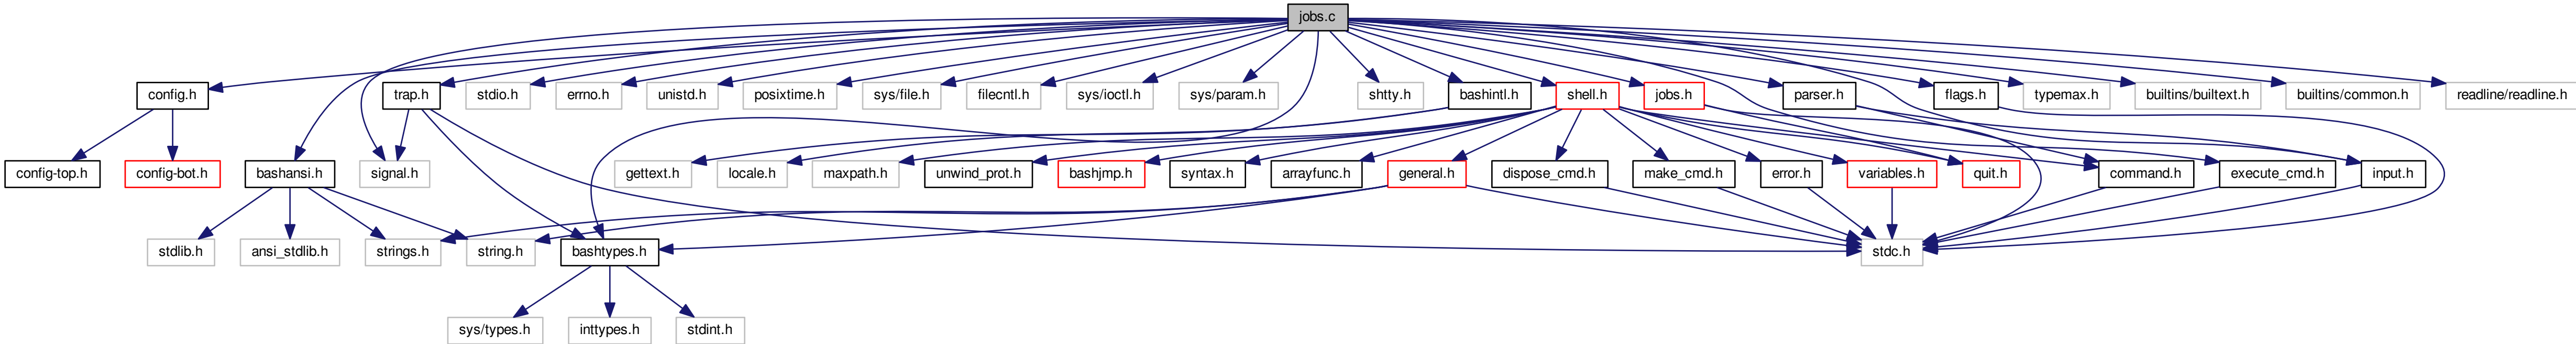 jobs.c
config.h
trap.h
stdio.h
errno.h
unistd.h
posixtime.h
sys/file.h
filecntl.h
sys/ioctl.h
sys/param.h
shtty.h
bashintl.h
shell.h
jobs.h
parser.h
flags.h
typemax.h
builtins/builtext.h
builtins/common.h
readline/readline.h
config-top.h
config-bot.h
bashansi.h
signal.h
gettext.h
locale.h
maxpath.h
unwind_prot.h
bashjmp.h
syntax.h
arrayfunc.h
general.h
dispose_cmd.h
make_cmd.h
error.h
variables.h
quit.h
command.h
execute_cmd.h
input.h
stdlib.h
ansi_stdlib.h
strings.h
string.h
bashtypes.h
stdc.h
sys/types.h
inttypes.h
stdint.h